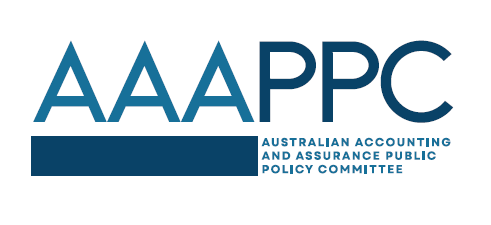 AAAPPC
AUSTRALIAN ACCOUNTING
AND ASSURANCE PUBLIC
POLICY COMMITTEE